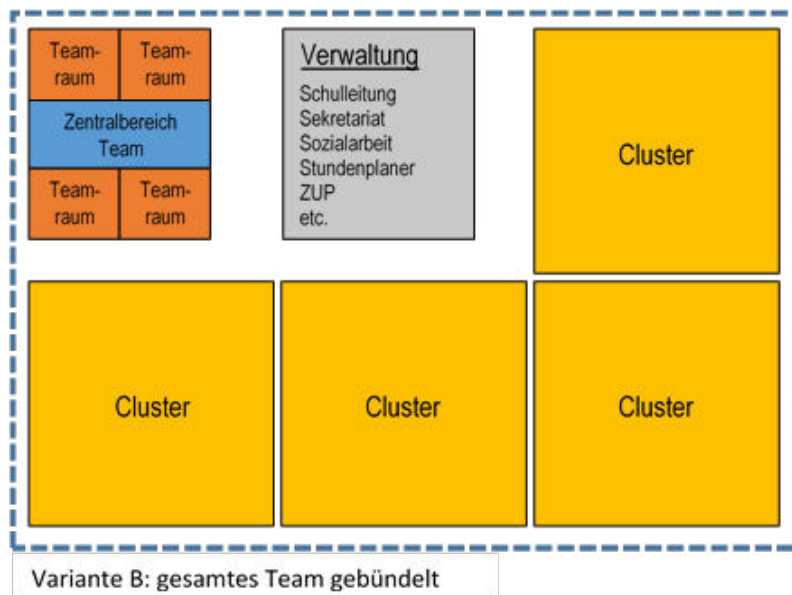 Team-
raum
Team-
raum
Zentralbereich
Team
Team-
raum
Team-
raum
Verwaltung
Schulleitung
Sekretariat
Sozialarbeit
Stundenplaner
ZUP
etc.
Cluster
Cluster
Cluster
Cluster
Variante B: gesamtes Team gebündelt